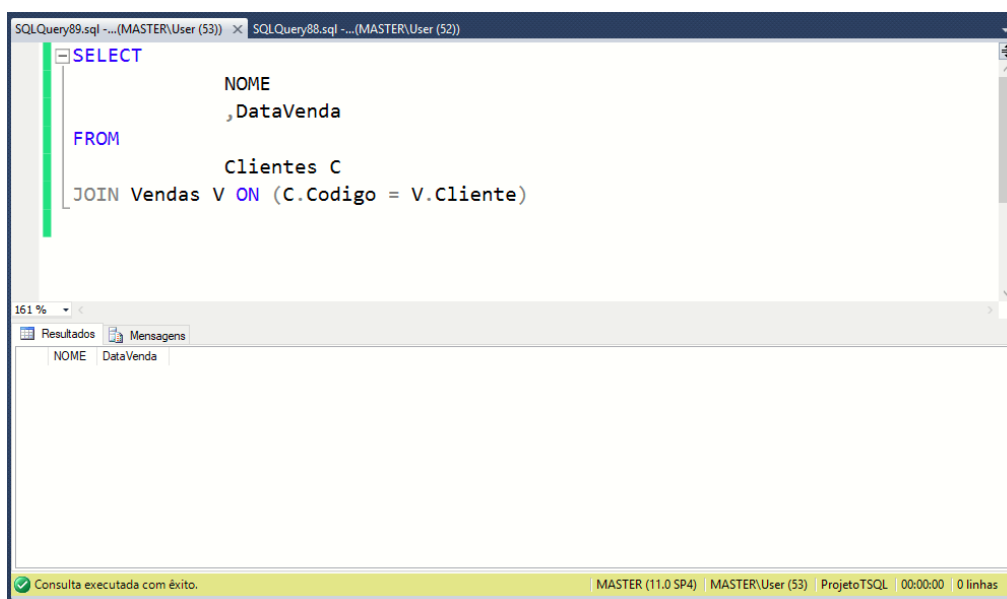 SQLQuery89.sql -...(MASTER\User (53)) SQLQuery88.sql -...(MASTER\User (52))
SELECT
NOME
,DataVenda
FROM
Clientes C
JOIN Vendas V ON (C.Codigo = V.Cliente)
161 %
Resultados Mensagens
NOME DataVenda
Consulta executada com êxito. MASTER (11.0 SP4) MASTER\User (53) ProjetoTSQL 00:00:00 0 linhas